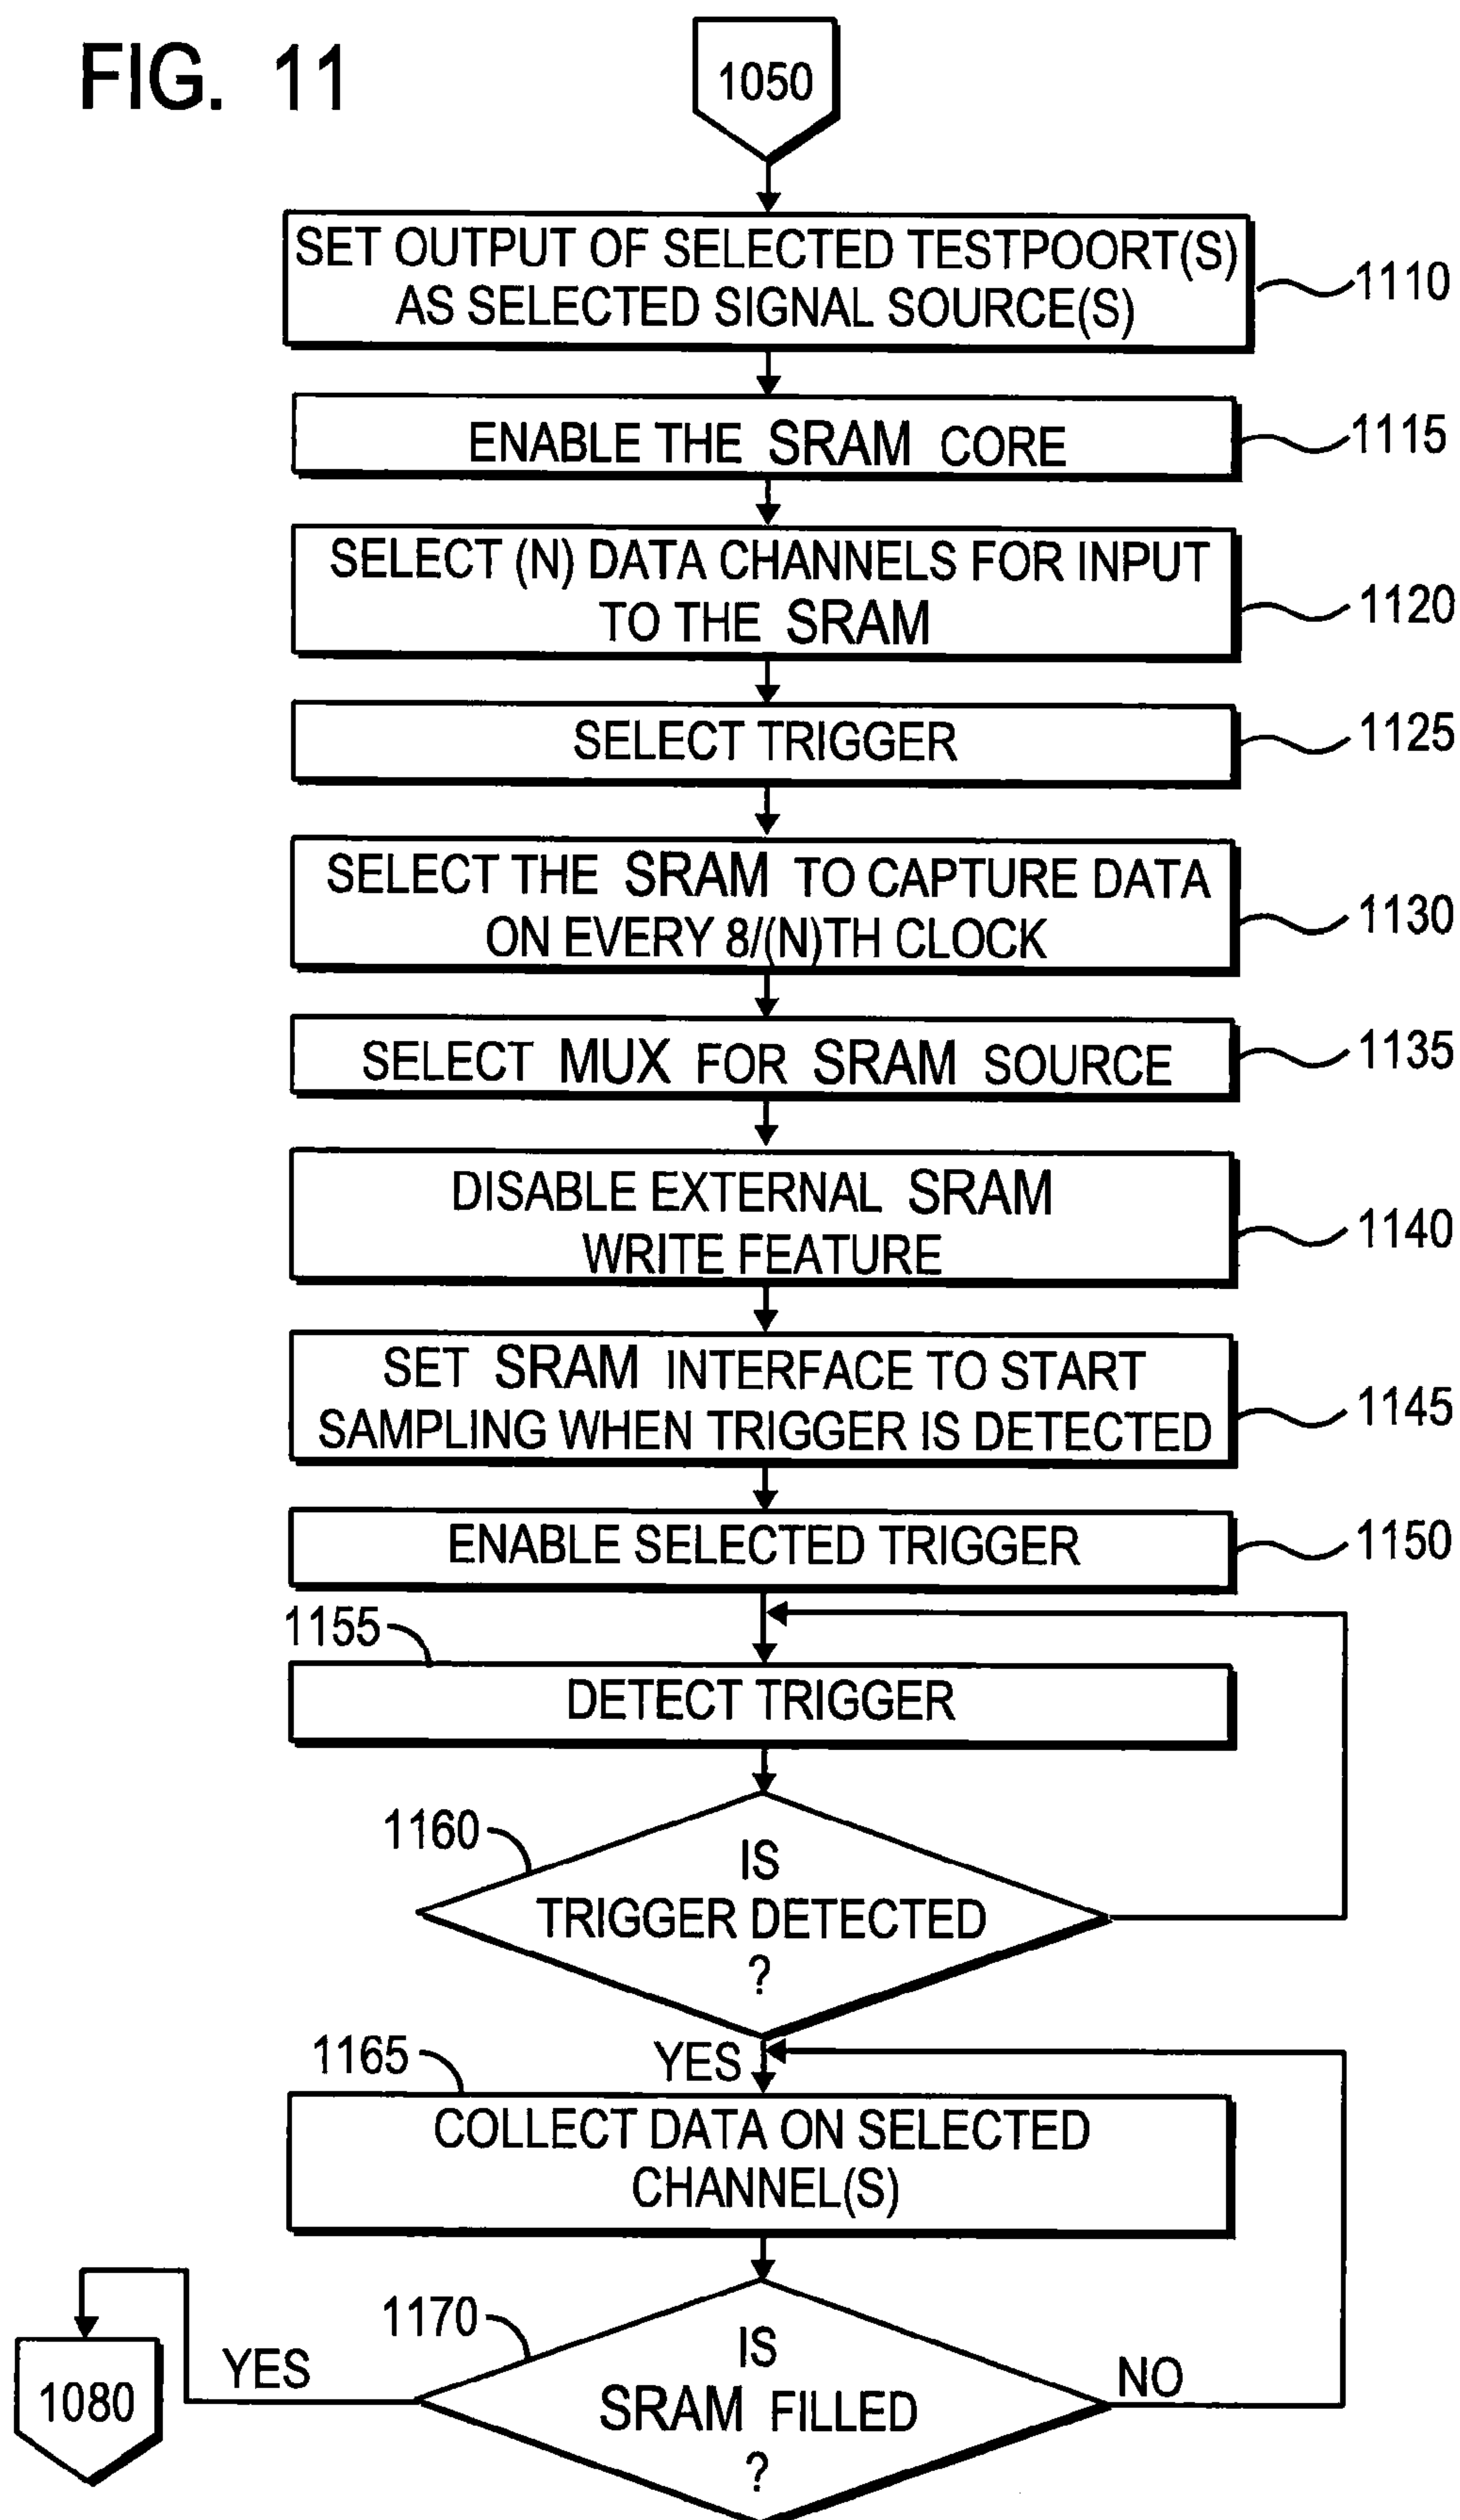 FIG. 11
1050
SET OUTPUT OF SELECTED TESTPOORT(S)
AS SELECTED SIGNAL SOURCE(S)
1110
ENABLE THE SRAM CORE
1115
SELECT (N) DATA CHANNELS FOR INPUT
TO THE SRAM
1120
SELECT TRIGGER
1125
SELECT THE SRAM TO CAPTURE DATA
ON EVERY 8/(N)TH CLOCK
1130
SELECT MUX FOR SRAM SOURCE
1135
DISABLE EXTERNAL SRAM
WRITE FEATURE
1140
SET SRAM INTERFACE TO START
SAMPLING WHEN TRIGGER IS DETECTED
1145
ENABLE SELECTED TRIGGER
1150
1155
DETECT TRIGGER
1160
IS
TRIGGER DETECTED
?
YES
1165
COLLECT DATA ON SELECTED
CHANNEL(S)
1170
IS
SRAM FILLED
?
NO
YES
1080